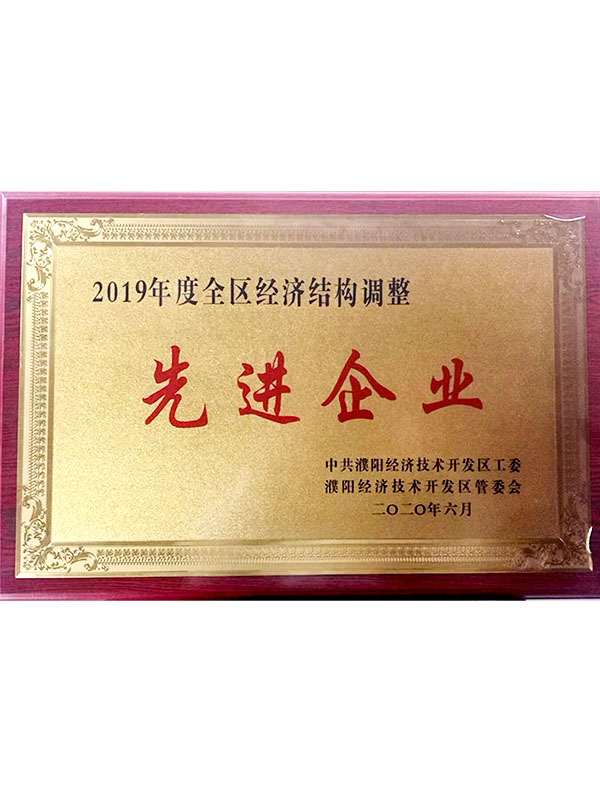 2019年度全区经济结构调整
先进企业
中共濮阳经济技术开发区工委
濮阳经济技术开发区管委会
二〇二〇年六月